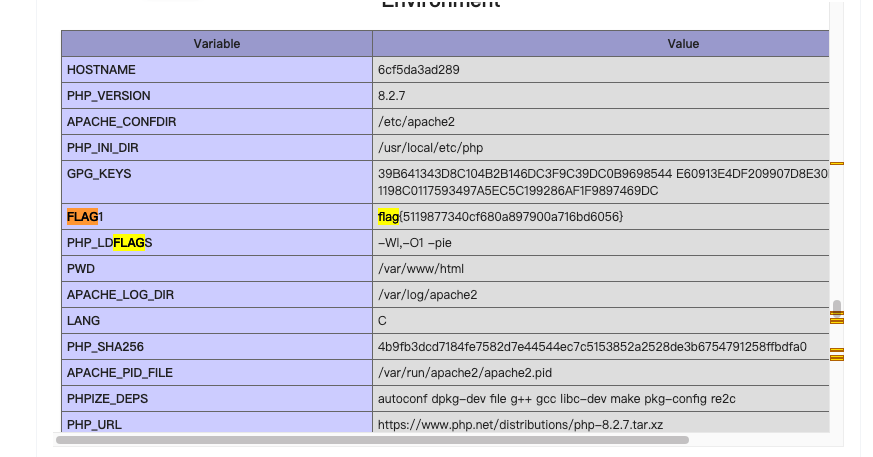 Environment
Variable Value
HOSTNAME 6cf5da3ad289
PHP_VERSION 8.2.7
APACHE_CONFDIR /etc/apache2
PHP_INI_DIR /usr/local/etc/php
GPG_KEYS 39B641343D8C104B2B146DC3F9C39DC0B9698544 E60913E4DF209907D8E30
1198C0117593497A5EC5C199286AF1F9897469DC
FLAG1 flag{5119877340cf680a897900a716bd6056}
PHP_LDFLAGS -Wl,-O1 -pie
PWD /var/www/html
APACHE_LOG_DIR /var/log/apache2
LANG C
PHP_SHA256 4b9fb3dcd7184fe7582d7e44544ec7c5153852a2528de3b6754791258ffbdfa0
APACHE_PID_FILE /var/run/apache2/apache2.pid
PHPIZE_DEPS autoconf dpkg-dev file g++ gcc libc-dev make pkg-config re2c
PHP_URL https://www.php.net/distributions/php-8.2.7.tar.xz